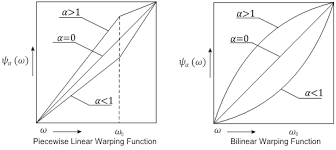 α>1
α=0
ψα (ω)
α<1
ω
ω0
Piecewise Linear Warping Function
α>1
α=0
ψα (ω)
α<1
ω
ω0
Bilinear Warping Function